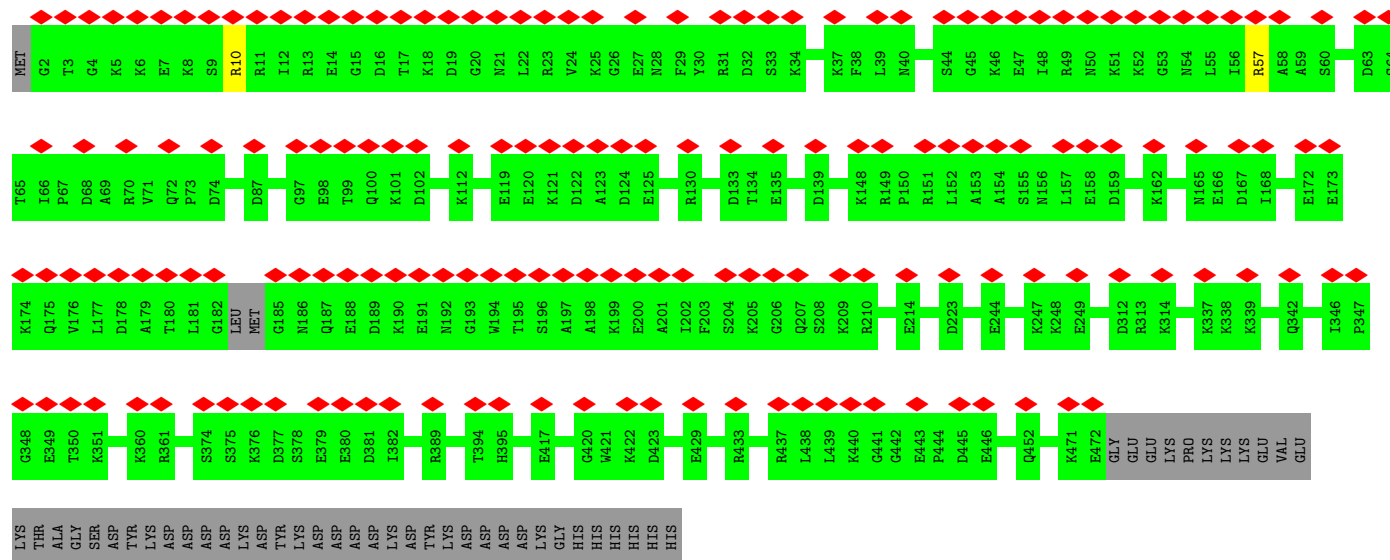 MET G2 T3 G4 K5 K6 E7 K8 S9 R10 R11 I12 R13 E14 G15 D16 T17 K18 D19 G20 N21 L22 R23 V24 K25 G26 E27 N28 F29 Y30 R31 D32 S33 K34 K37 F38 L39 N40 S44 G45 K46 E47 I48 R49 N50 K51 K52 G53 N54 L55 I56 R57 A58 A59 S60 D63
T65 I66 P67 D68 A69 R70 V71 Q72 P73 D74 D87 G97 E98 T99 Q100 K101 D102 K112 E119 E120 K121 D122 A123 D124 E125 R130 D133 T134 E135 D139 K148 R149 P150 R151 L152 A153 A154 S155 N156 L157 E158 D159 K162 N165 E166 D167 I168 E172 E173
K174 Q175 V176 L177 D178 A179 T180 L181 G182 LEU MET G185 N186 Q187 E188 D189 K190 E191 N192 G193 W194 T195 S196 A197 A198 K199 E200 A201 I202 F203 S204 K205 G206 Q207 S208 K209 R210 E214 D223 E244 K247 K248 E249 D312 R313 K314 K337 K338 K339 Q342 I346 P347
G348 E349 T350 K351 K360 R361 S374 S375 K376 D377 S378 E379 E380 D381 I382 R389 T394 H395 E417 G420 W421 K422 D423 E429 R433 R437 L438 L439 K440 G441 G442 E443 P444 D445 E446 Q452 K471 E472 GLY GLU GLU LYS PRO LYS LYS LYS GLU VAL GLU
LYS THR ALA GLY SER ASP TYR LYS ASP ASP ASP ASP LYS ASP TYR LYS ASP ASP ASP ASP LYS ASP TYR LYS ASP ASP ASP ASP LYS GLY HIS HIS HIS HIS HIS HIS